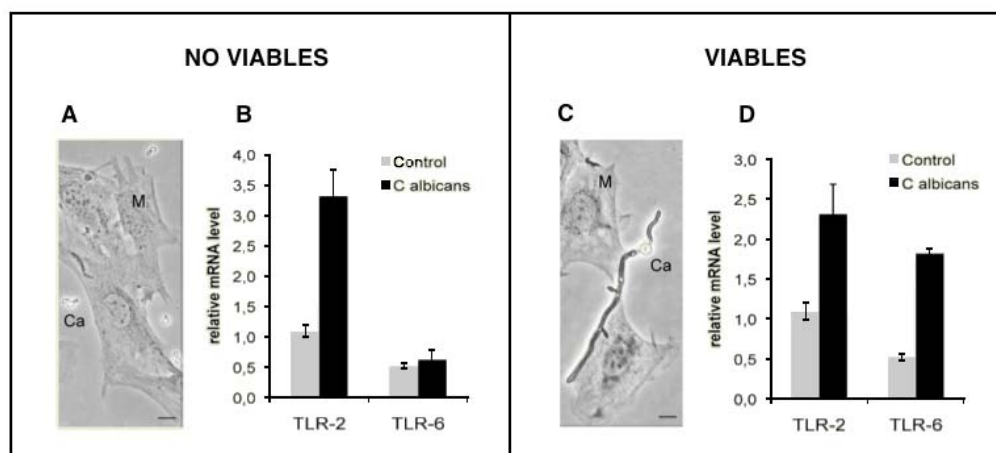 NO VIABLES
A
M
Ca
B
relative mRNA level
4,0
3,5
3,0
2,5
2,0
1,5
1,0
0,5
0,0
Control
C albicans
TLR-2 TLR-6
VIABLES
C
M
Ca
D
relative mRNA level
3,0
2,5
2,0
1,5
1,0
0,5
0,0
Control
C albicans
TLR-2 TLR-6